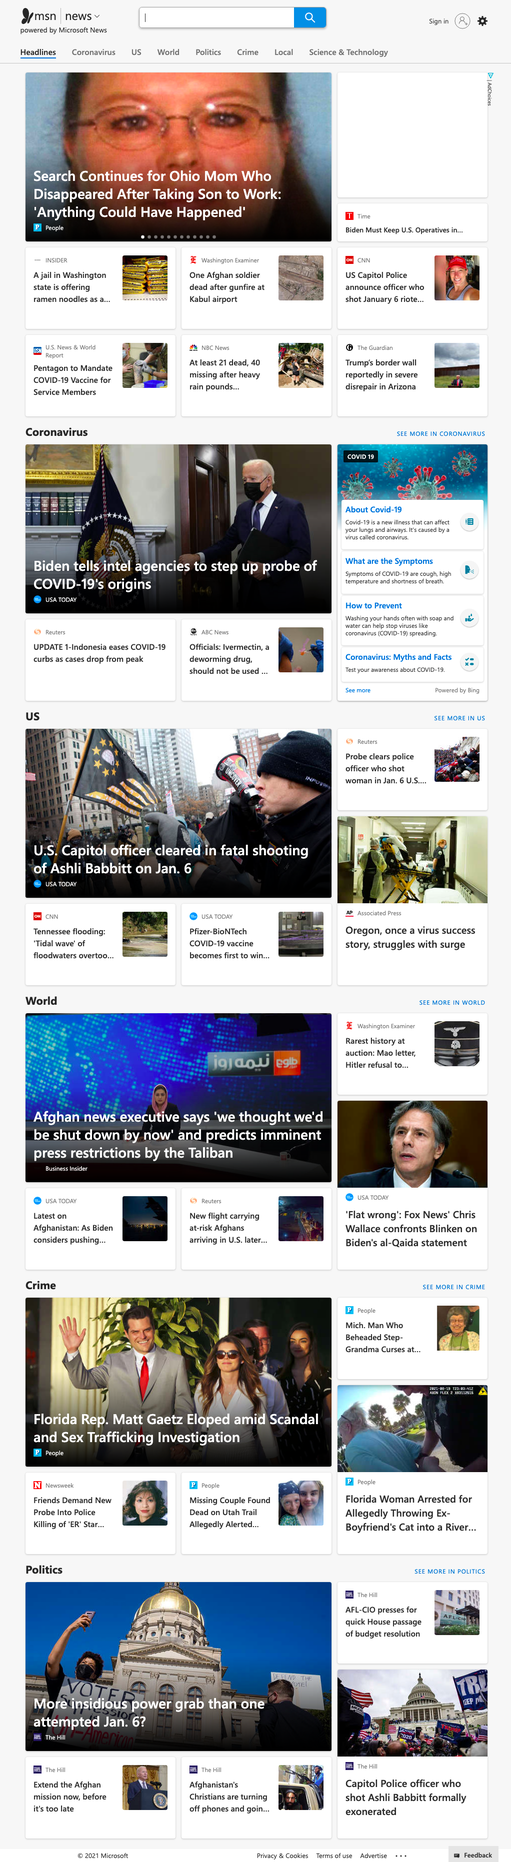 msn news
Sign in
powered by Microsoft News
Headlines Coronavirus US World Politics Crime Local Science & Technology
AdChoices
Search Continues for Ohio Mom Who
Disappeared After Taking Son to Work:
'Anything Could Have Happened'
People
Time
Biden Must Keep U.S. Operatives in...
INSIDER
A jail in Washington
state is offering
ramen noodles as a...
Washington Examiner
One Afghan soldier
dead after gunfire at
Kabul airport
CNN
US Capitol Police
announce officer who
shot January 6 riote...
U.S. News & World
Report
Pentagon to Mandate
COVID-19 Vaccine for
Service Members
NBC News
At least 21 dead, 40
missing after heavy
rain pounds...
The Guardian
Trump's border wall
reportedly in severe
disrepair in Arizona
Coronavirus
SEE MORE IN CORONAVIRUS
Biden tells intel agencies to step up probe of
COVID-19's origins
USA TODAY
COVID 19
About Covid-19
Covid-19 is a new illness that can affect
your lungs and airways. It's caused by a
virus called coronavirus.
What are the Symptoms
Symptoms of COVID-19 are cough, high
temperature and shortness of breath.
How to Prevent
Washing your hands often with soap and
water can help stop viruses like
coronavirus (COVID-19) spreading.
Coronavirus: Myths and Facts
Test your awareness about COVID-19.
See more Powered by Bing
Reuters
UPDATE 1-Indonesia eases COVID-19
curbs as cases drop from peak
ABC News
Officials: Ivermectin, a
deworming drug,
should not be used ...
US
SEE MORE IN US
U.S. Capitol officer cleared in fatal shooting
of Ashli Babbitt on Jan. 6
USA TODAY
Reuters
Probe clears police
officer who shot
woman in Jan. 6 U.S....
Associated Press
Oregon, once a virus success
story, struggles with surge
CNN
Tennessee flooding:
'Tidal wave' of
floodwaters overtoo...
USA TODAY
Pfizer-BioNTech
COVID-19 vaccine
becomes first to win...
World
SEE MORE IN WORLD
Afghan news executive says 'we thought we'd
be shut down by now' and predicts imminent
press restrictions by the Taliban
Business Insider
Washington Examiner
Rarest history at
auction: Mao letter,
Hitler refusal to...
USA TODAY
'Flat wrong': Fox News' Chris
Wallace confronts Blinken on
Biden's al-Qaida statement
USA TODAY
Latest on
Afghanistan: As Biden
considers pushing...
Reuters
New flight carrying
at-risk Afghans
arriving in U.S. later...
Crime
SEE MORE IN CRIME
Florida Rep. Matt Gaetz Eloped amid Scandal
and Sex Trafficking Investigation
People
People
Mich. Man Who
Beheaded Step-
Grandma Curses at...
People
Florida Woman Arrested for
Allegedly Throwing Ex-
Boyfriend's Cat into a River...
Newsweek
Friends Demand New
Probe Into Police
Killing of 'ER' Star...
People
Missing Couple Found
Dead on Utah Trail
Allegedly Alerted...
Politics
SEE MORE IN POLITICS
More insidious power grab than one
attempted Jan. 6?
The Hill
The Hill
AFL-CIO presses for
quick House passage
of budget resolution
The Hill
Capitol Police officer who
shot Ashli Babbitt formally
exonerated
The Hill
Extend the Afghan
mission now, before
it's too late
The Hill
Afghanistan's
Christians are turning
off phones and goin...
© 2021 Microsoft Privacy & Cookies Terms of use Advertise Feedback